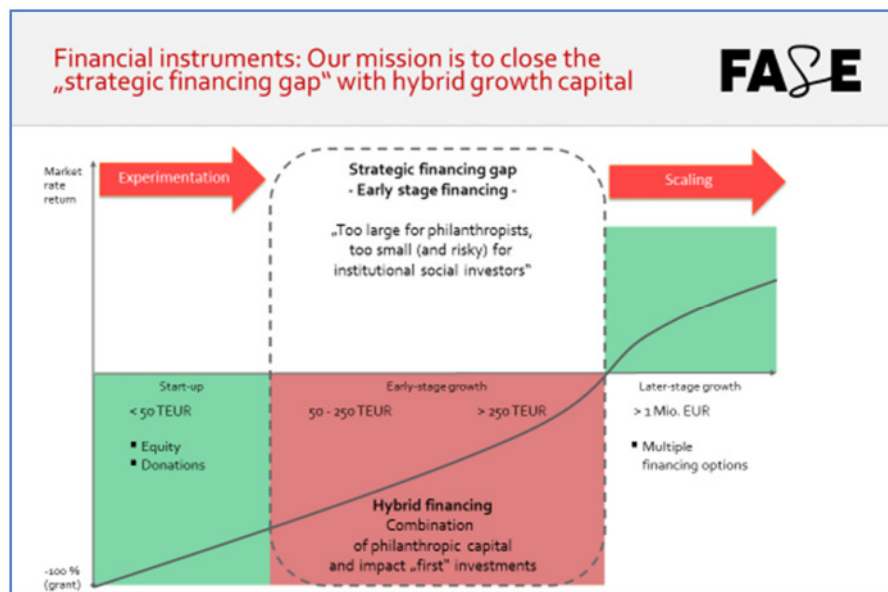 Financial instruments: Our mission is to close the
„strategic financing gap“ with hybrid growth capital
FASE
Market
rate
return
Experimentation
Strategic financing gap
- Early stage financing -
„Too large for philanthropists,
too small (and risky) for
institutional social investors“
Scaling
Start-up
< 50 TEUR
▪ Equity
▪ Donations
Early-stage growth
50 - 250 TEUR
> 250 TEUR
Later-stage growth
> 1 Mio. EUR
▪ Multiple
financing options
Hybrid financing
Combination
of philanthropic capital
and impact „first“ investments
-100 %
(grant)